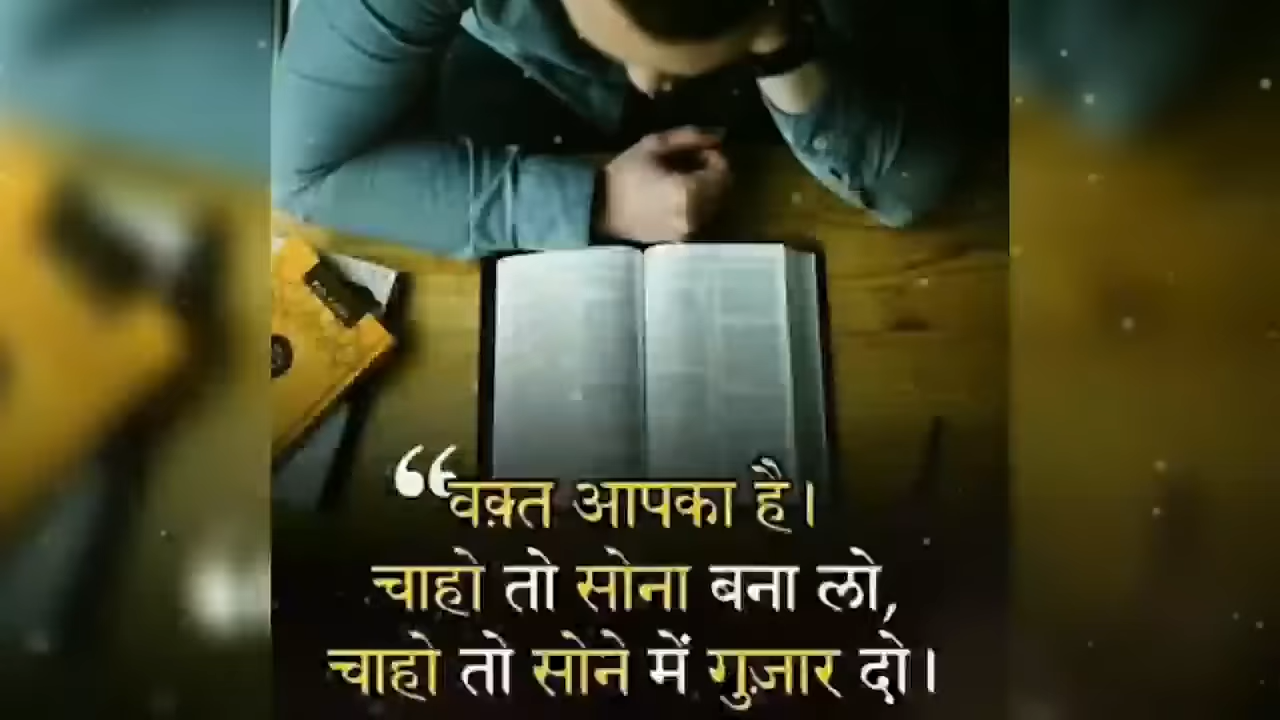 “वक़्त आपका है।
चाहो तो सोना बना लो,
चाहो तो सोने में गुज़ार दो।